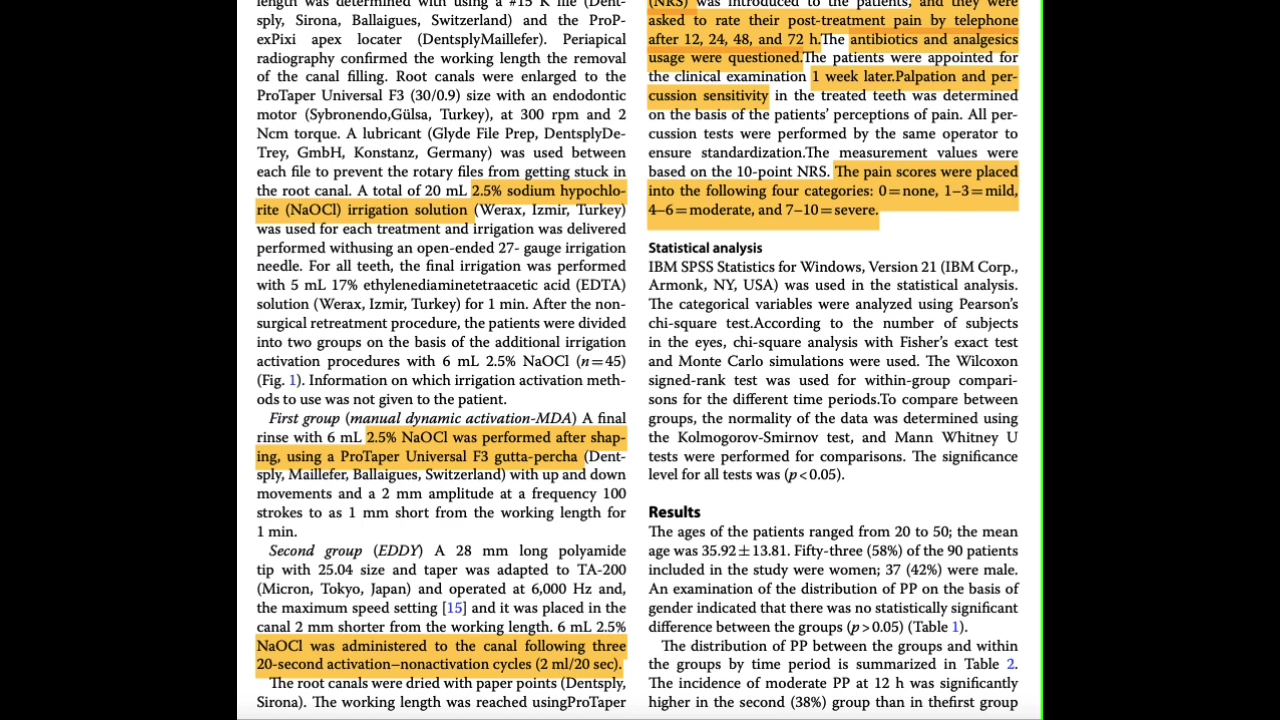 length was determined with using a #15 K file (Dent-
sply, Sirona, Ballaigues, Switzerland) and the ProP-
exPixi apex locater (DentsplyMaillefer). Periapical
radiography confirmed the working length the removal
of the canal filling. Root canals were enlarged to the
ProTaper Universal F3 (30/0.9) size with an endodontic
motor (Sybronendo,Gülsa, Turkey), at 300 rpm and 2
Ncm torque. A lubricant (Glyde File Prep, DentsplyDe-
Trey, GmbH, Konstanz, Germany) was used between
each file to prevent the rotary files from getting stuck in
the root canal. A total of 20 mL 2.5% sodium hypochlo-
rite (NaOCl) irrigation solution (Werax, Izmir, Turkey)
was used for each treatment and irrigation was delivered
performed withusing an open-ended 27- gauge irrigation
needle. For all teeth, the final irrigation was performed
with 5 mL 17% ethylenediaminetetraacetic acid (EDTA)
solution (Werax, Izmir, Turkey) for 1 min. After the non-
surgical retreatment procedure, the patients were divided
into two groups on the basis of the additional irrigation
activation procedures with 6 mL 2.5% NaOCl (n=45)
(Fig. 1). Information on which irrigation activation meth-
ods to use was not given to the patient.
First group (manual dynamic activation-MDA) A final
rinse with 6 mL 2.5% NaOCl was performed after shap-
ing, using a ProTaper Universal F3 gutta-percha (Dent-
sply, Maillefer, Ballaigues, Switzerland) with up and down
movements and a 2 mm amplitude at a frequency 100
strokes to as 1 mm short from the working length for
1 min.
Second group (EDDY) A 28 mm long polyamide
tip with 25.04 size and taper was adapted to TA-200
(Micron, Tokyo, Japan) and operated at 6,000 Hz and,
the maximum speed setting [15] and it was placed in the
canal 2 mm shorter from the working length. 6 mL 2.5%
NaOCl was administered to the canal following three
20-second activation–nonactivation cycles (2 ml/20 sec).
The root canals were dried with paper points (Dentsply,
Sirona). The working length was reached usingProTaper
(NRS) was introduced to the patients, and they were
asked to rate their post-treatment pain by telephone
after 12, 24, 48, and 72 h.The antibiotics and analgesics
usage were questioned.The patients were appointed for
the clinical examination 1 week later.Palpation and per-
cussion sensitivity in the treated teeth was determined
on the basis of the patients’ perceptions of pain. All per-
cussion tests were performed by the same operator to
ensure standardization.The measurement values were
based on the 10-point NRS. The pain scores were placed
into the following four categories: 0=none, 1–3=mild,
4–6=moderate, and 7–10=severe.
Statistical analysis
IBM SPSS Statistics for Windows, Version 21 (IBM Corp.,
Armonk, NY, USA) was used in the statistical analysis.
The categorical variables were analyzed using Pearson’s
chi-square test.According to the number of subjects
in the eyes, chi-square analysis with Fisher’s exact test
and Monte Carlo simulations were used. The Wilcoxon
signed-rank test was used for within-group compari-
sons for the different time periods.To compare between
groups, the normality of the data was determined using
the Kolmogorov-Smirnov test, and Mann Whitney U
tests were performed for comparisons. The significance
level for all tests was (p<0.05).
Results
The ages of the patients ranged from 20 to 50; the mean
age was 35.92±13.81. Fifty-three (58%) of the 90 patients
included in the study were women; 37 (42%) were male.
An examination of the distribution of PP on the basis of
gender indicated that there was no statistically significant
difference between the groups (p>0.05) (Table 1).
The distribution of PP between the groups and within
the groups by time period is summarized in Table 2.
The incidence of moderate PP at 12 h was significantly
higher in the second (38%) group than in thefirst group